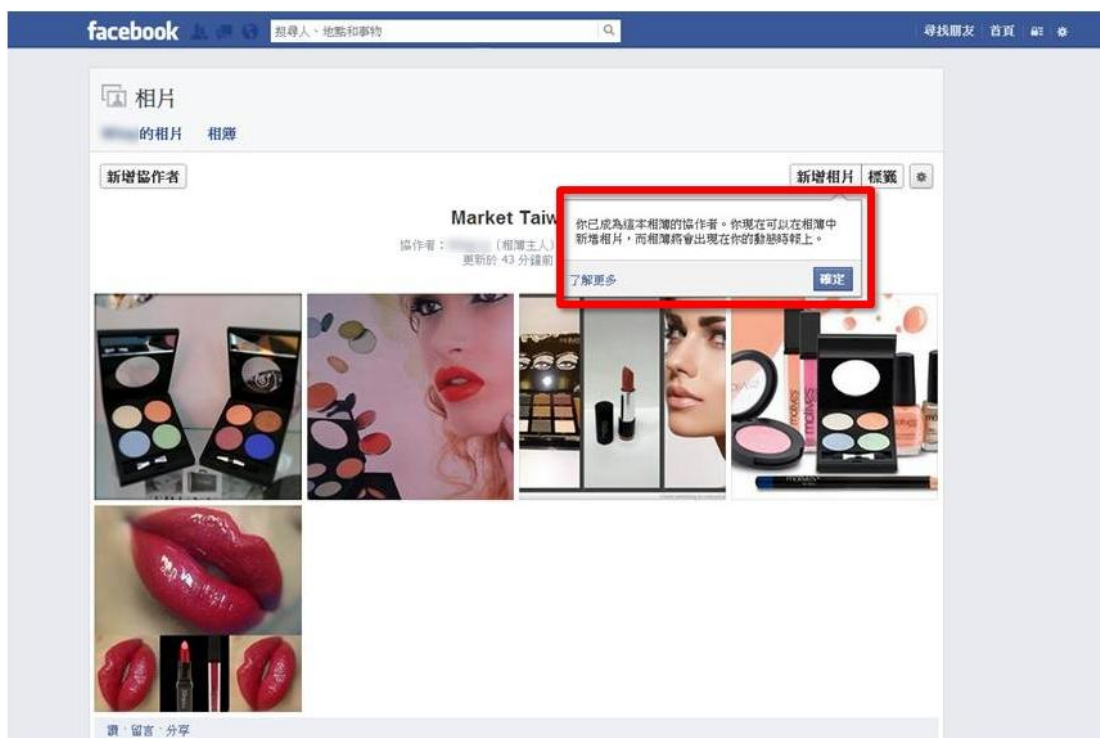 facebook
搜尋人、地點和事物
尋找朋友 首頁
相片
的相片 相簿
新增協作者
新增相片 標籤
Market Taiw
協作者： （相簿主人）
更新於 43 分鐘前
你已成為這本相簿的協作者。你現在可以在相簿中
新增相片，而相簿將會出現在你的動態時報上。
了解更多 確定
motives
讚．留言．分享